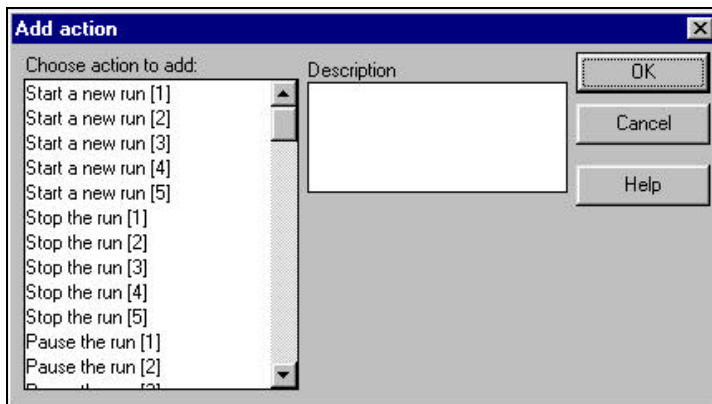 Add action
Choose action to add:
Start a new run [1]
Start a new run [2]
Start a new run [3]
Start a new run [4]
Start a new run [5]
Stop the run [1]
Stop the run [2]
Stop the run [3]
Stop the run [4]
Stop the run [5]
Pause the run [1]
Pause the run [2]
Description
OK
Cancel
Help